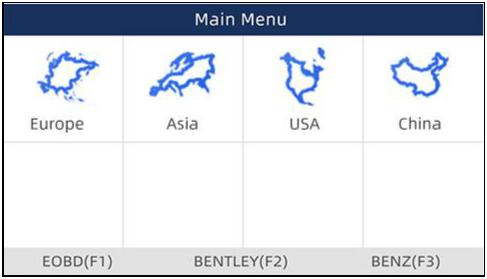 Main Menu
Europe Asia USA China
EOBD(F1) BENTLEY(F2) BENZ(F3)